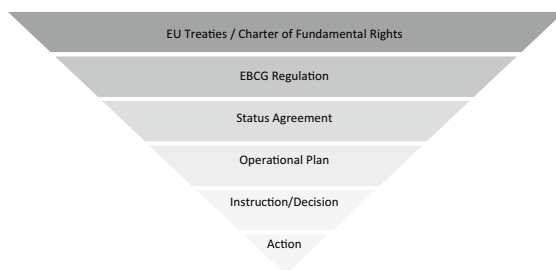 EU Treaties / Charter of Fundamental Rights
EBCG Regulation
Status Agreement
Operational Plan
Instruction/Decision
Action